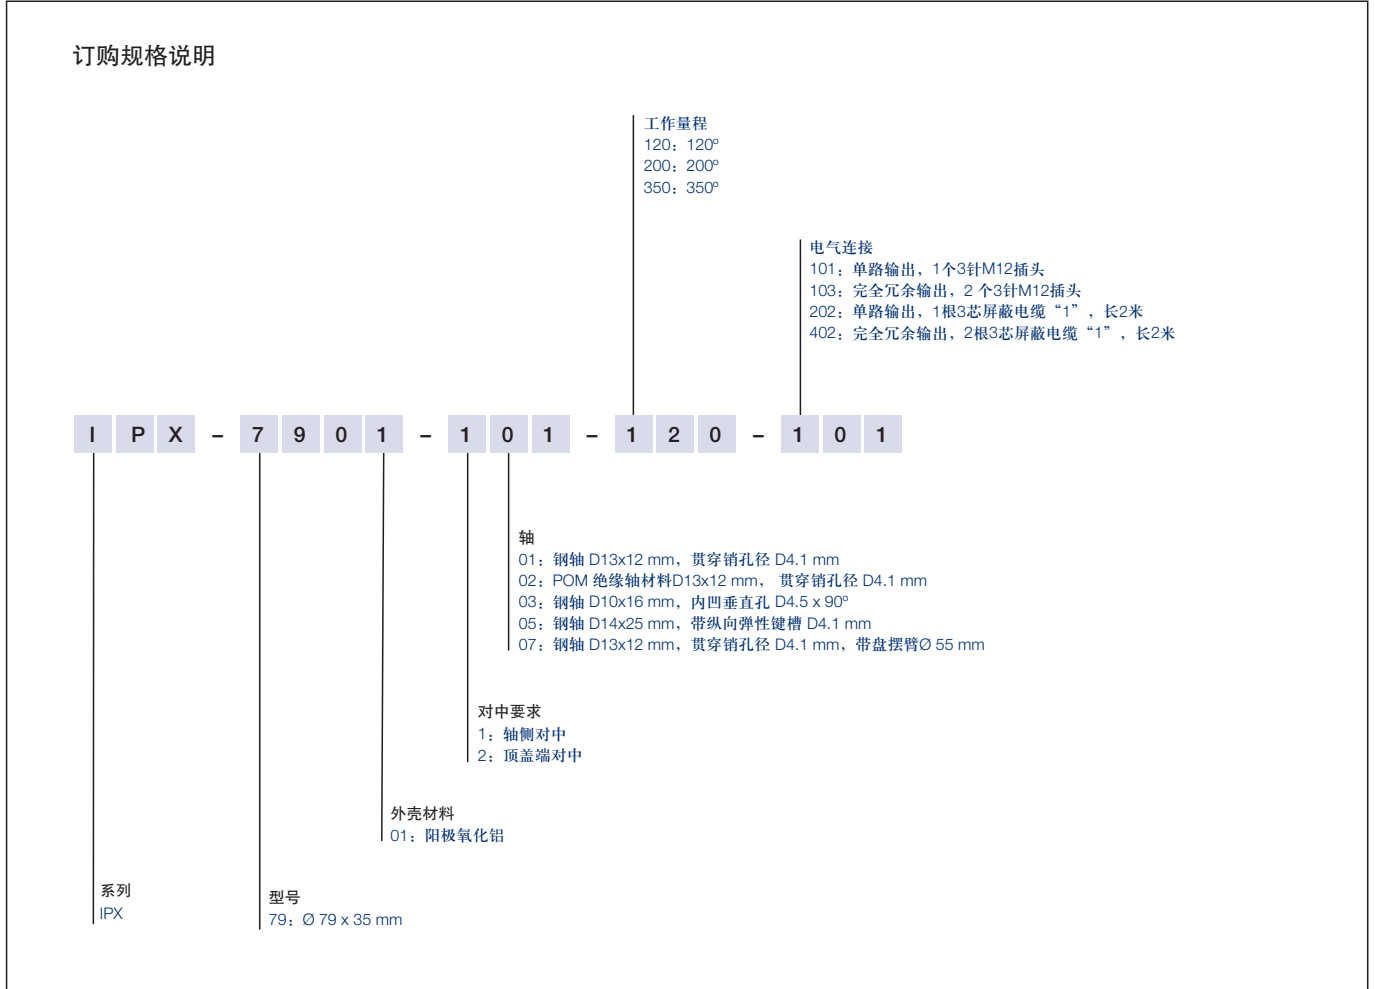 订购规格说明
工作量程
120：120º
200：200º
350：350º
电气连接
101：单路输出，1个3针M12插头
103：完全冗余输出，2 个3针M12插头
202：单路输出，1根3芯屏蔽电缆“1”，长2米
402：完全冗余输出，2根3芯屏蔽电缆“1”，长2米
I P X – 7 9 0 1 – 1 0 1 – 1 2 0 – 1 0 1
轴
01：钢轴 D13x12 mm，贯穿销孔径 D4.1 mm
02：POM 绝缘轴材料D13x12 mm， 贯穿销孔径 D4.1 mm
03：钢轴 D10x16 mm，内凹垂直孔 D4.5 x 90º
05：钢轴 D14x25 mm，带纵向弹性键槽 D4.1 mm
07：钢轴 D13x12 mm，贯穿销孔径 D4.1 mm，带盘摆臂Ø 55 mm
对中要求
1：轴侧对中
2：顶盖端对中
外壳材料
01：阳极氧化铝
系列
IPX
型号
79：Ø 79 x 35 mm